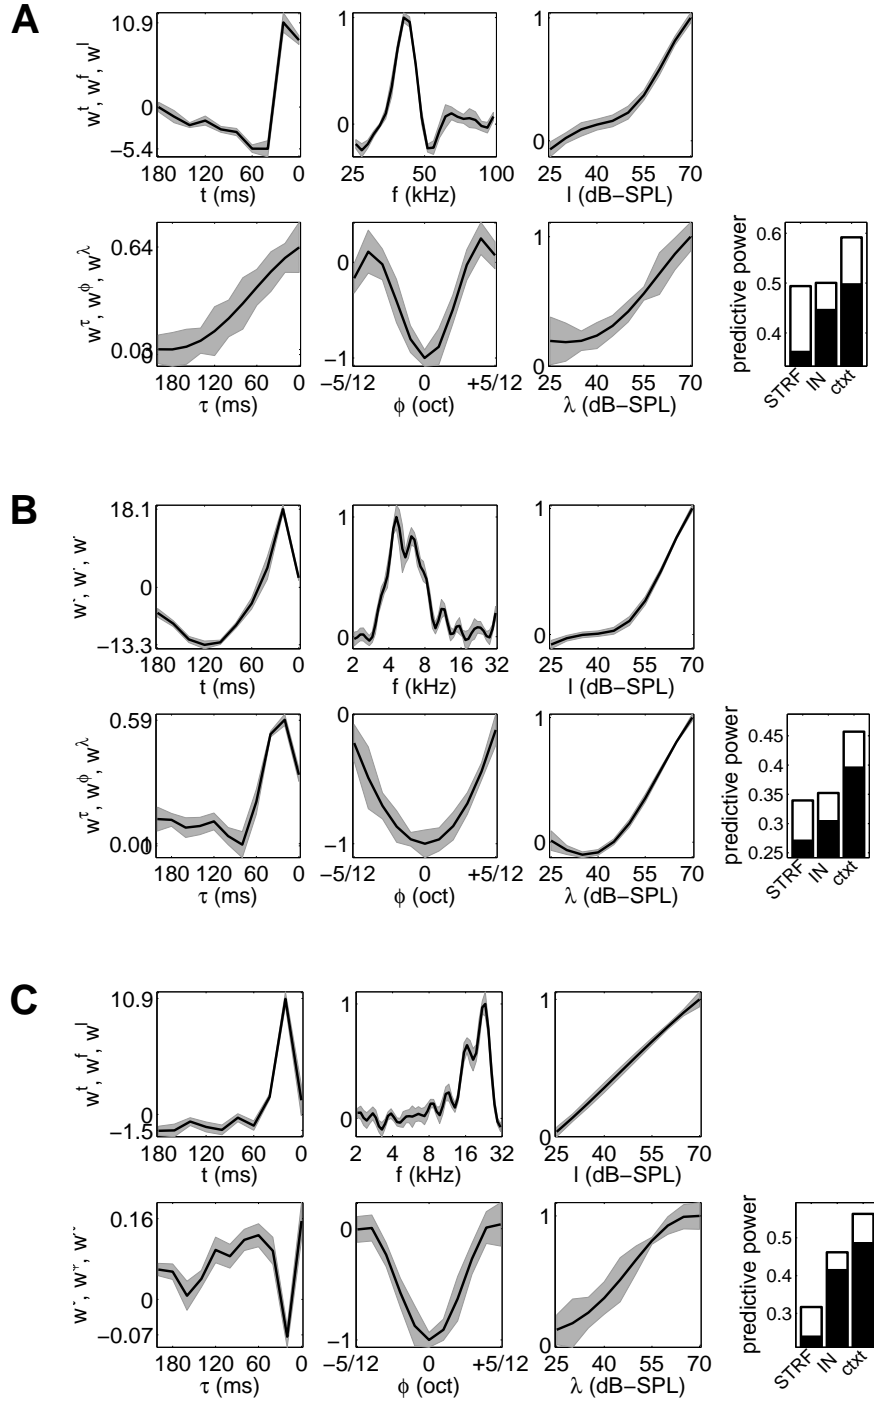 A
w^t, w^f, w^l
10.9
0
−5.4
180 120 60 0
t (ms)
1
0
25 50 100
f (kHz)
1
0
25 40 55 70
l (dB−SPL)
w^τ, w^ϕ, w^λ
0.64
0.03
0
180 120 60 0
τ (ms)
0
−1
−5/12 0 +5/12
ϕ (oct)
1
0
25 40 55 70
λ (dB−SPL)
predictive power
0.6
0.4
STRF IN ctxt
B
18.1
0
−13.3
180 120 60 0
t (ms)
1
0
2 4 8 16 32
f (kHz)
1
0
25 40 55 70
l (dB−SPL)
w^τ, w^ϕ, w^λ
0.59
0.00
0
180 120 60 0
τ (ms)
0
−1
−5/12 0 +5/12
ϕ (oct)
1
0
25 40 55 70
λ (dB−SPL)
predictive power
0.45
0.4
0.35
0.3
0.25
STRF IN ctxt
C
w^t, w^f, w^l
10.9
0
−1.5
180 120 60 0
t (ms)
1
0
2 4 8 16 32
f (kHz)
1
0
25 40 55 70
l (dB−SPL)
0.16
0
−0.07
180 120 60 0
τ (ms)
0
−1
−5/12 0 +5/12
ϕ (oct)
1
0
25 40 55 70
λ (dB−SPL)
predictive power
0.5
0.4
0.3
STRF IN ctxt